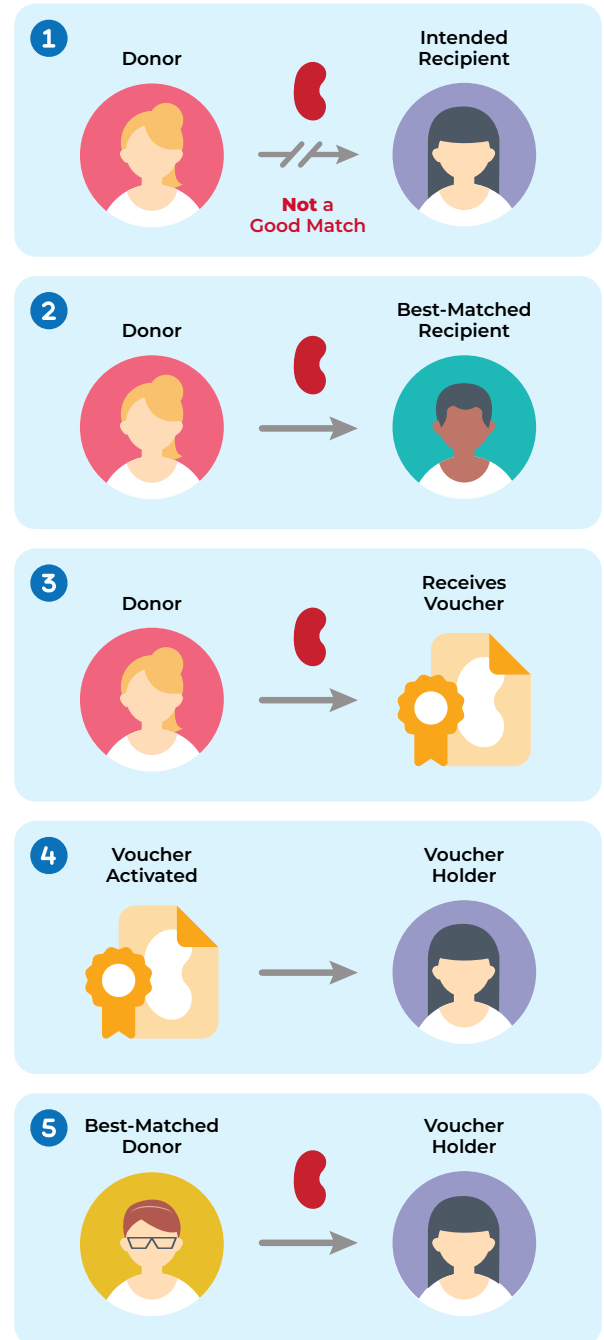 1
Donor
Intended
Recipient
Not a
Good Match
2
Donor
Best-Matched
Recipient
3
Donor
Receives
Voucher
4
Voucher
Activated
Voucher
Holder
5
Best-Matched
Donor
Voucher
Holder